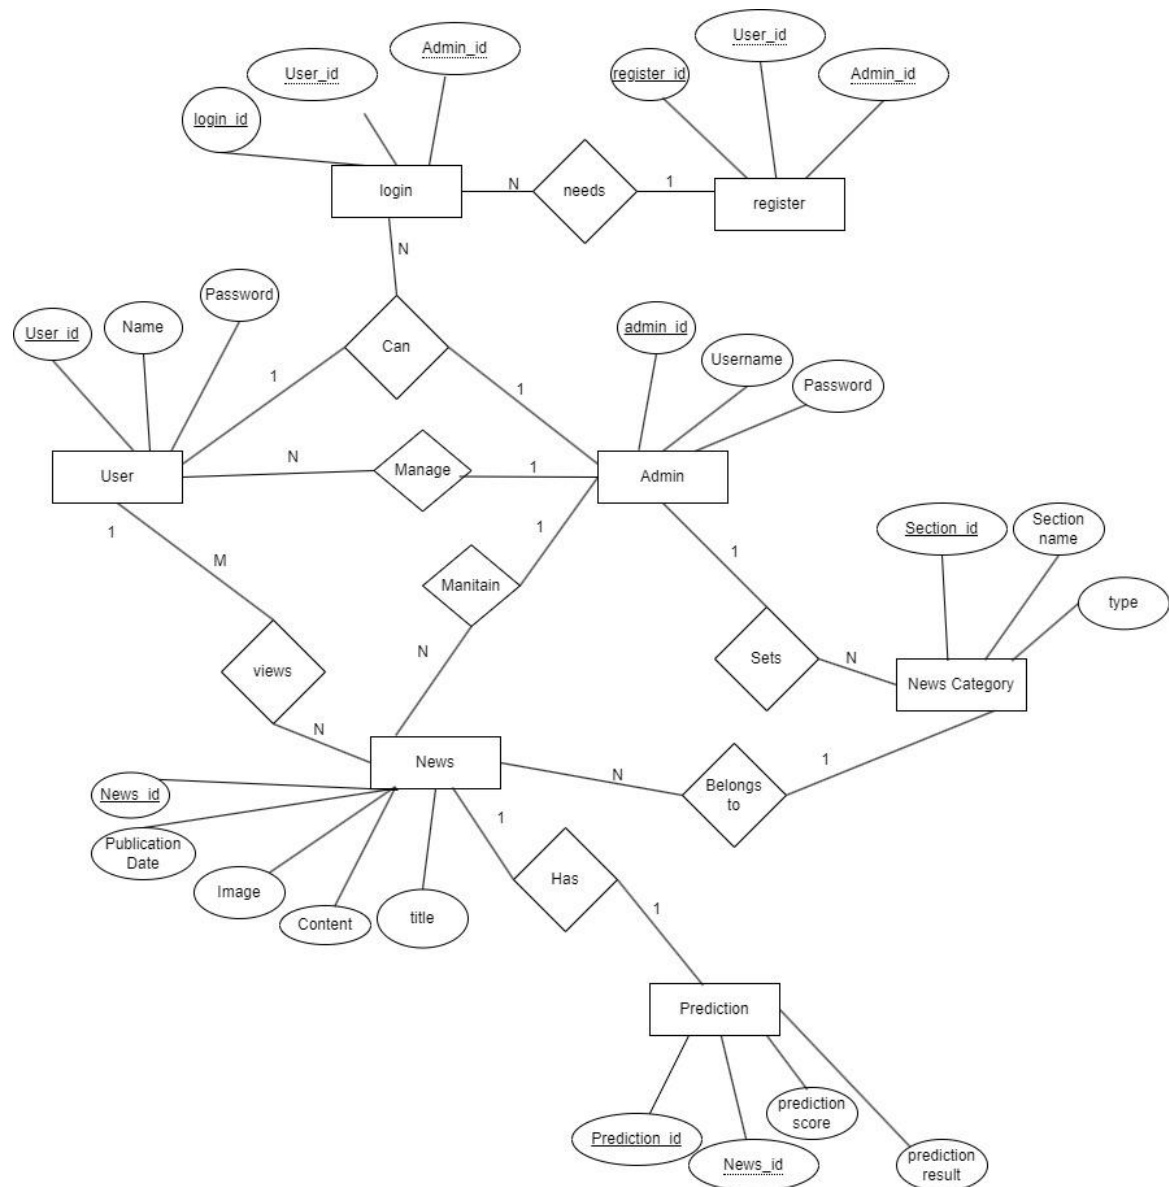 Admin_id
User_id
login_id
User_id
register_id
Admin_id
login
N
needs
1
register
N
Password
User_id
Name
Can
admin_id
Username
Password
1
1
User
N
Manage
1
Admin
1
M
1
1
Manitain
Section_id
Section
name
type
views
N
Sets
N
News Category
N
News
N
Belongs
to
1
News_id
Publication
Date
Image
Content
title
1
Has
1
Prediction
Prediction_id
News_id
prediction
score
prediction
result